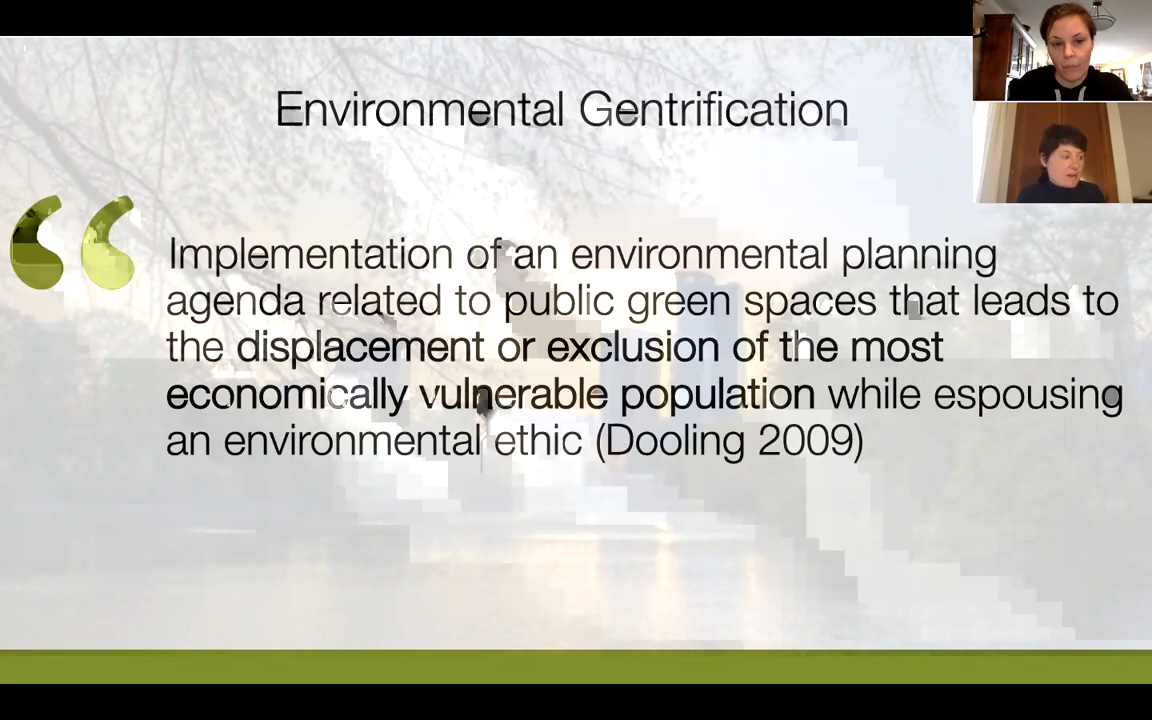 Environmental Gentrification
Implementation of an environmental planning
agenda related to public green spaces that leads to
the displacement or exclusion of the most
economically vulnerable population while espousing
an environmental ethic (Dooling 2009)